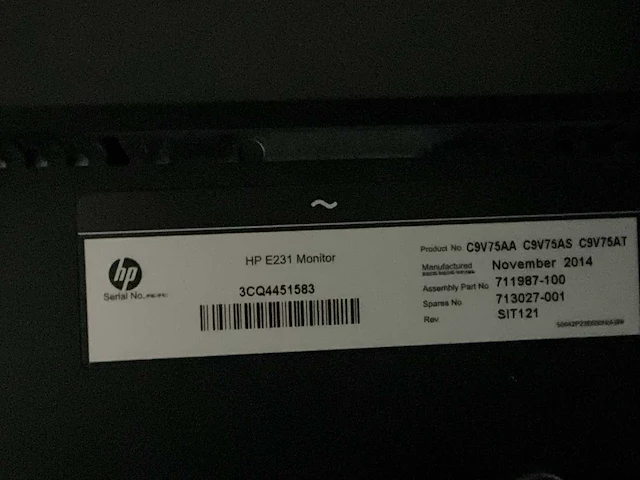 ~
hp
HP E231 Monitor
Serial No.
3CQ4451583
Product No. C9V75AA C9V75AS C9V75AT
Manufactured November 2014
Assembly Part No 711987-100
Spares No 713027-001
Rev SIT121